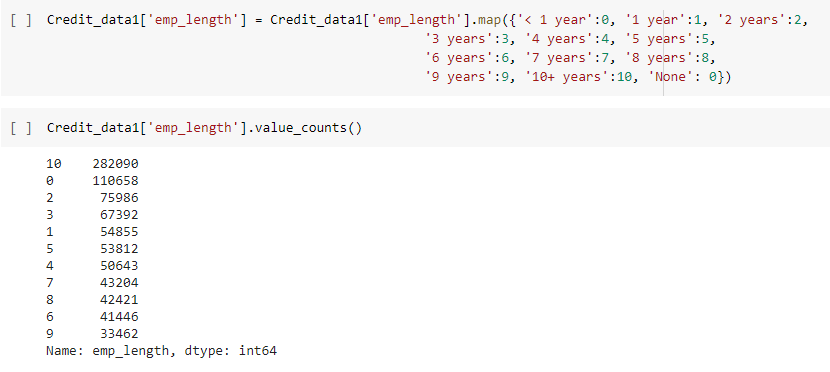 [ ] Credit_data1['emp_length'] = Credit_data1['emp_length'].map({'< 1 year':0, '1 year':1, '2 years':2,
'3 years':3, '4 years':4, '5 years':5,
'6 years':6, '7 years':7, '8 years':8,
'9 years':9, '10+ years':10, 'None': 0})
[ ] Credit_data1['emp_length'].value_counts()
10 282090
0 110658
2 75986
3 67392
1 54855
5 53812
4 50643
7 43204
8 42421
6 41446
9 33462
Name: emp_length, dtype: int64